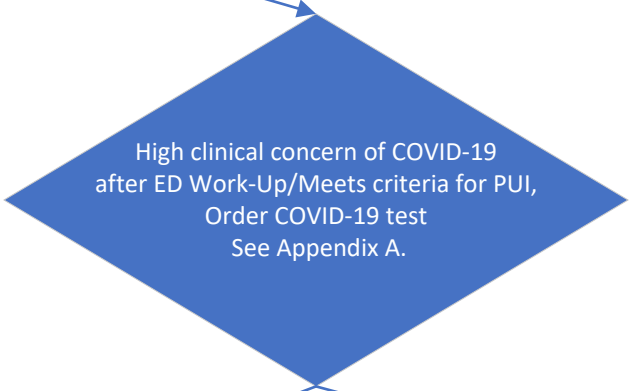 High clinical concern of COVID-19
after ED Work-Up/Meets criteria for PUI,
Order COVID-19 test
See Appendix A.